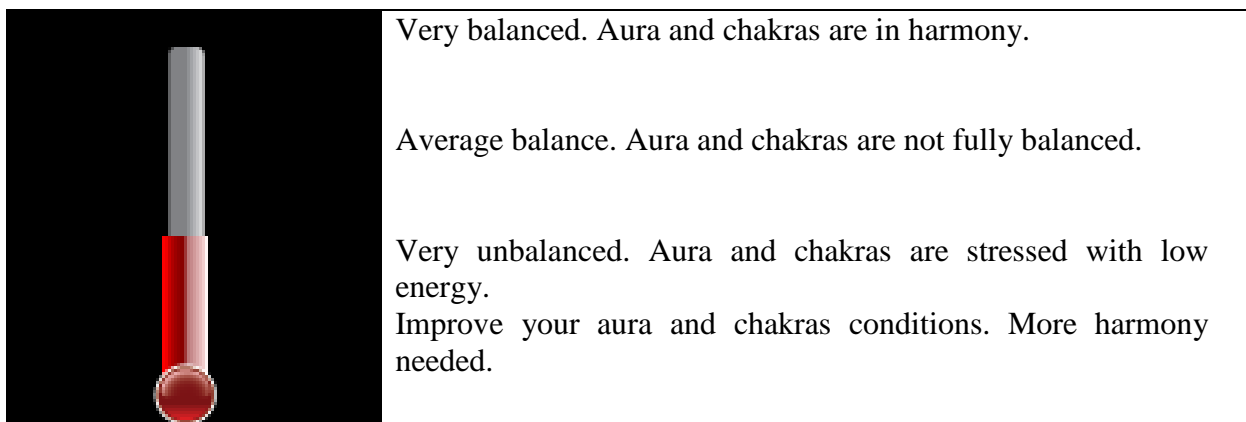 Very balanced. Aura and chakras are in harmony.
Average balance. Aura and chakras are not fully balanced.
Very unbalanced. Aura and chakras are stressed with low
energy.
Improve your aura and chakras conditions. More harmony
needed.